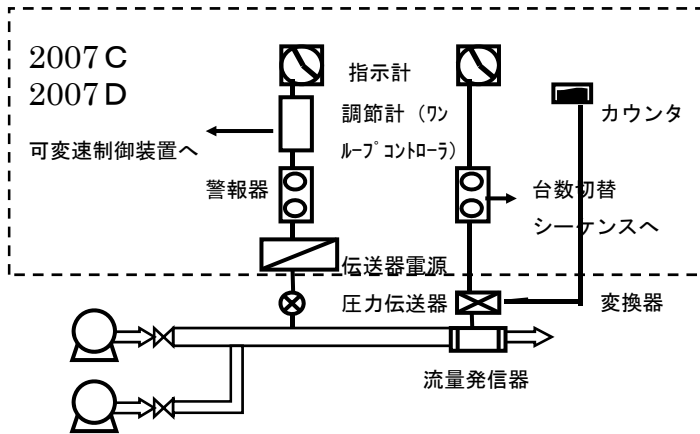 2007C
2007D
可変速制御装置へ
指示計
調節計（ワン
ﾙｰﾌﾟｺﾝﾄﾛｰﾗ）
警報器
伝送器電源
圧力伝送器
カウンタ
台数切替
シーケンスへ
変換器
流量発信器